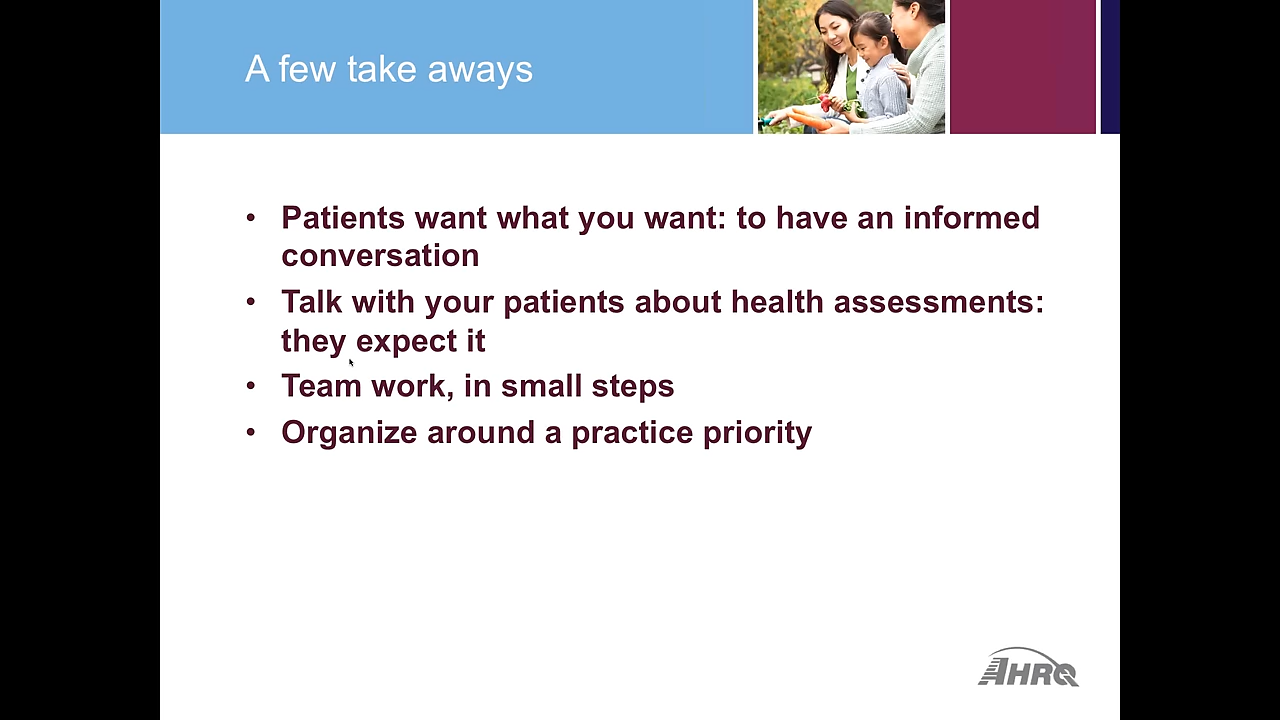 A few take aways
• Patients want what you want: to have an informed
conversation
• Talk with your patients about health assessments:
they expect it
• Team work, in small steps
• Organize around a practice priority
AHRQ